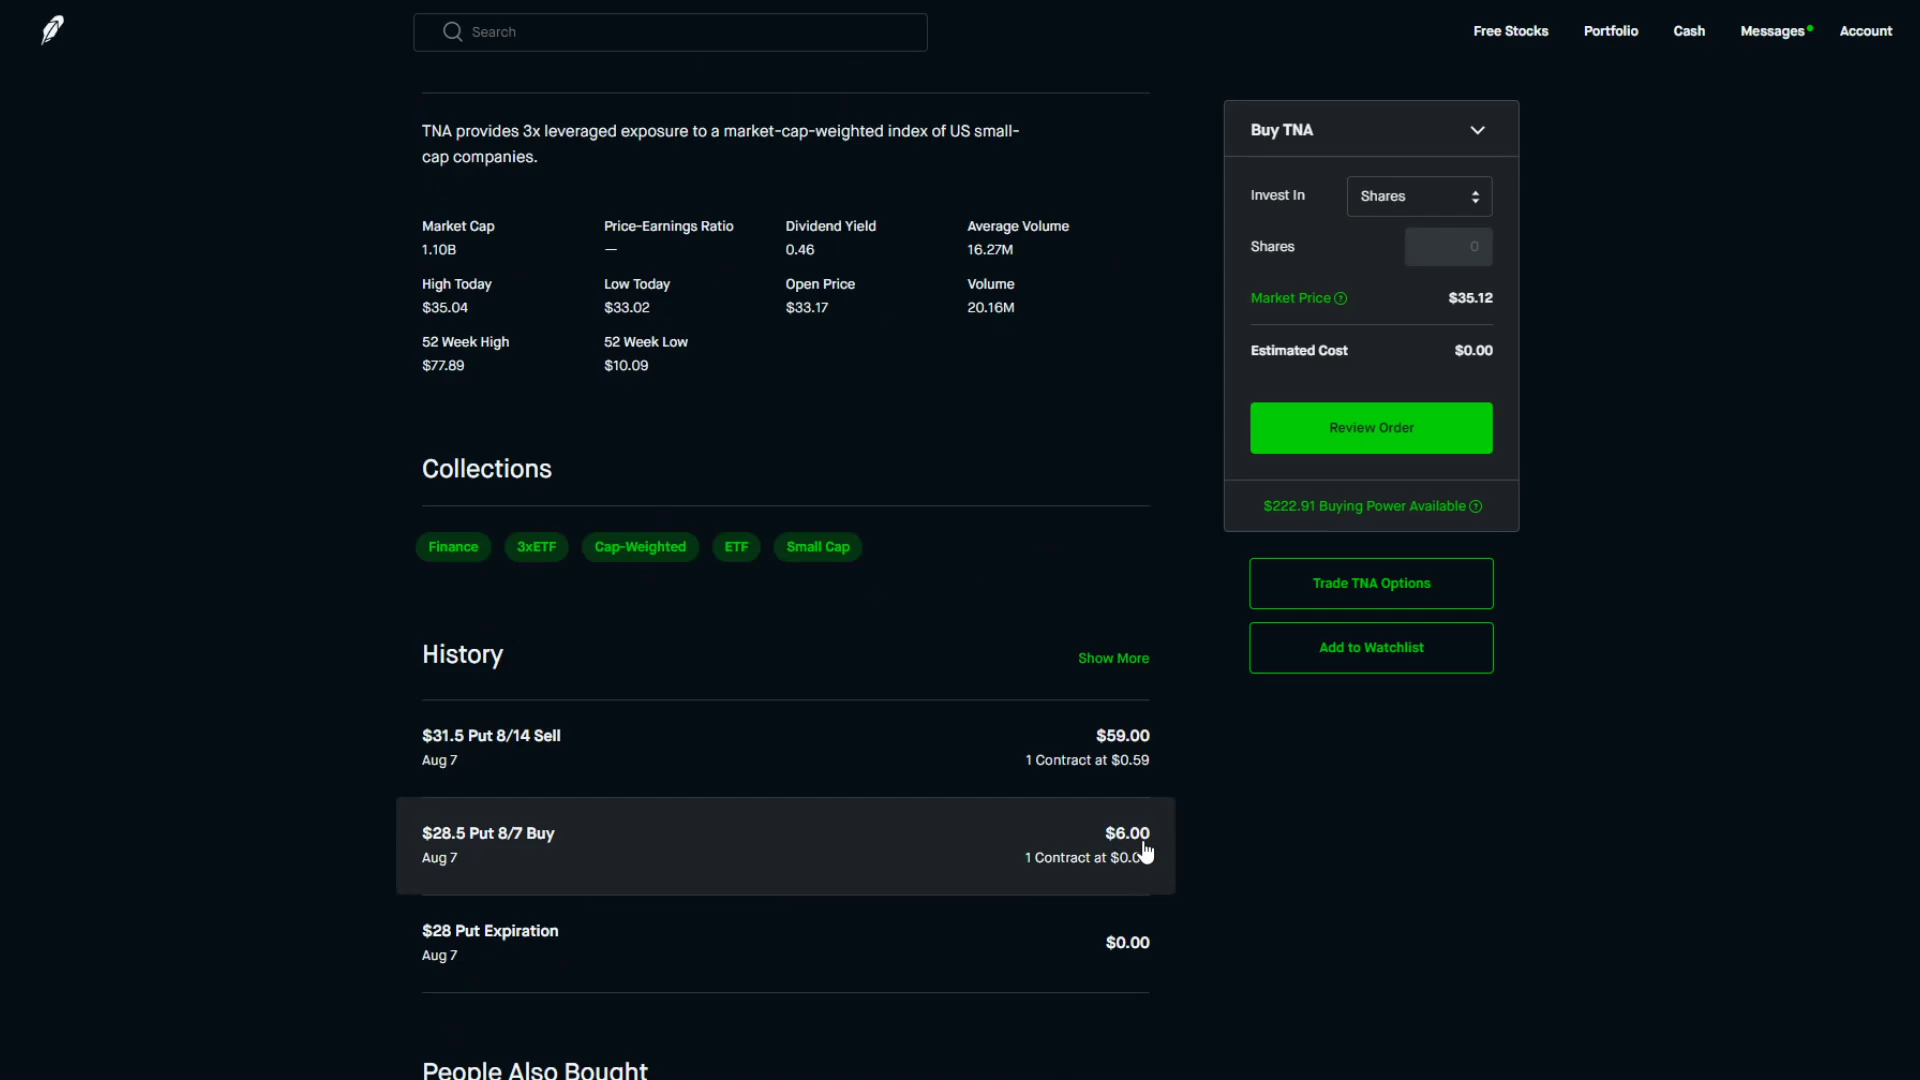 Search
Free Stocks
Portfolio
Cash
Messages
Account
TNA provides 3x leveraged exposure to a market-cap-weighted index of US small-
cap companies.
Market Cap
1.10B
Price-Earnings Ratio
—
Dividend Yield
0.46
Average Volume
16.27M
High Today
$35.04
Low Today
$33.02
Open Price
$33.17
Volume
20.16M
52 Week High
$77.89
52 Week Low
$10.09
Collections
Finance
3xETF
Cap-Weighted
ETF
Small Cap
History
Show More
$31.5 Put 8/14 Sell
Aug 7
$59.00
1 Contract at $0.59
$28.5 Put 8/7 Buy
Aug 7
$6.00
1 Contract at
$28 Put Expiration
Aug 7
$0.00
People Also Bought
Buy TNA
Invest In
Shares
Shares
0
Market Price ?
$35.12
Estimated Cost
$0.00
Review Order
$222.91 Buying Power Available ?
Trade TNA Options
Add to Watchlist